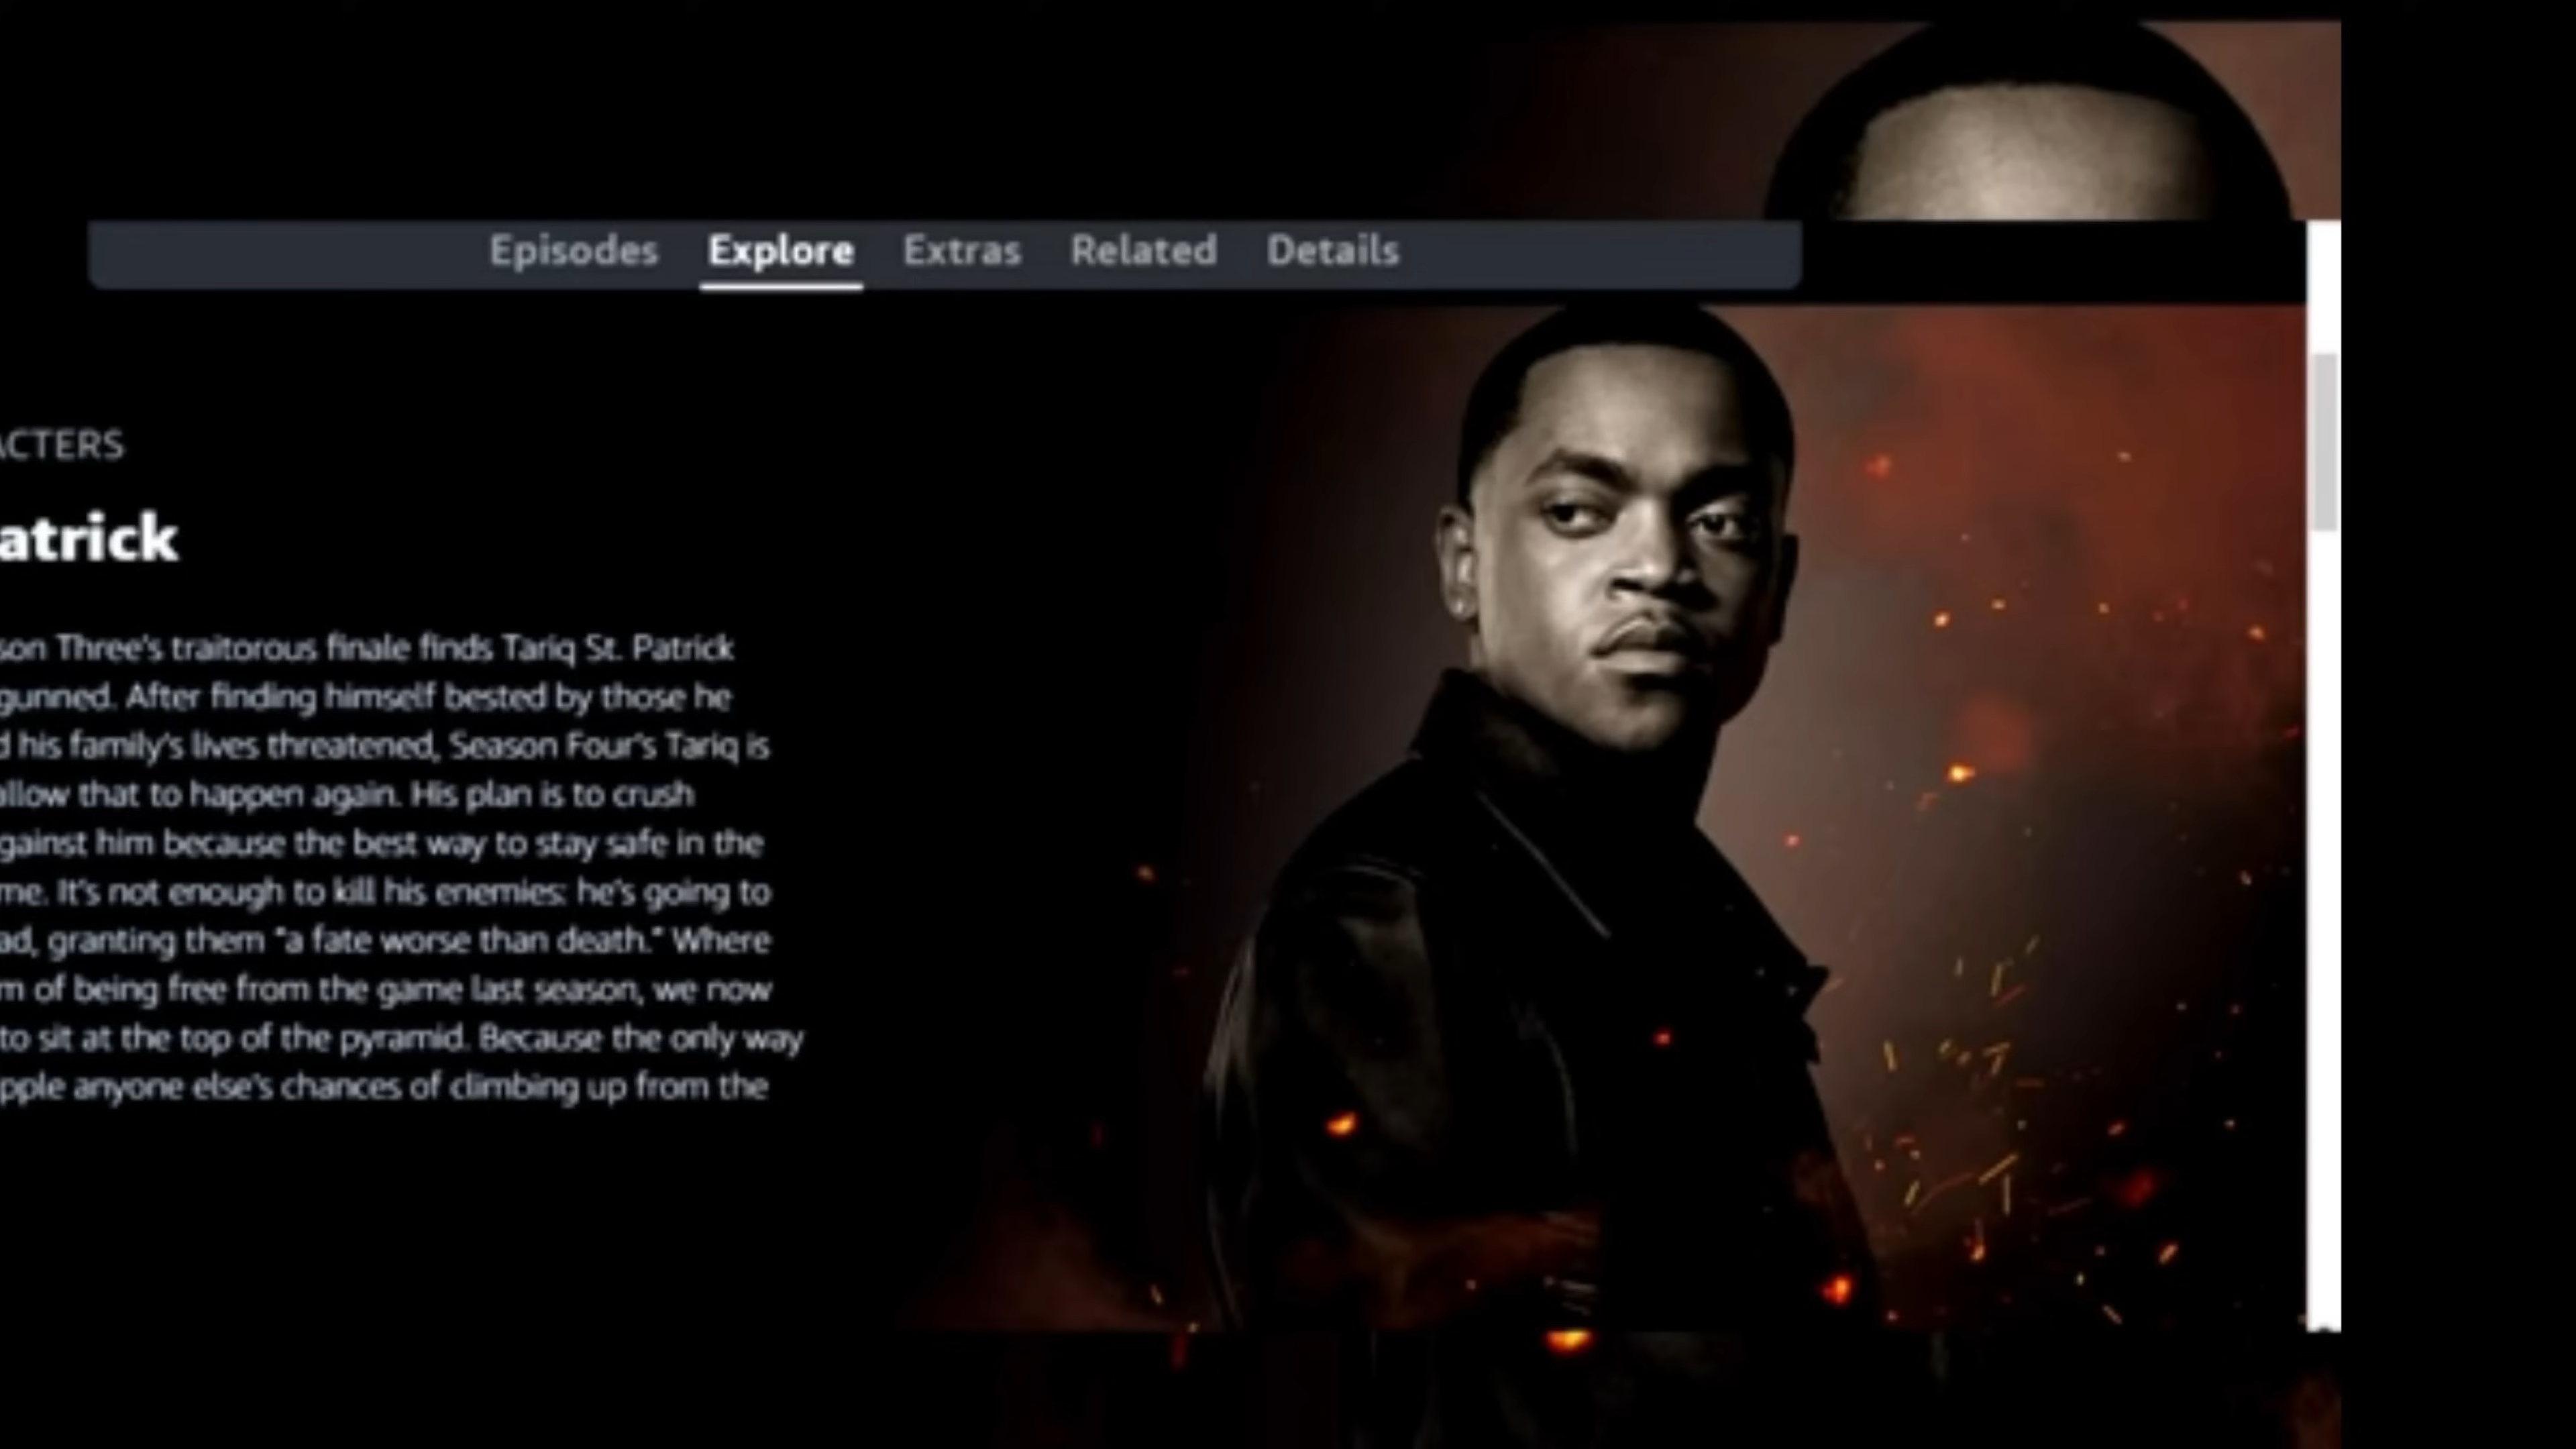 Episodes Explore Extras Related Details
ACTERS
atrick
son Three's traitorous finale finds Tariq St. Patrick
gunned. After finding himself bested by those he
d his family's lives threatened, Season Four's Tariq is
allow that to happen again. His plan is to crush
gainst him because the best way to stay safe in the
me. It's not enough to kill his enemies: he's going to
ad, granting them "a fate worse than death." Where
m of being free from the game last season, we now
to sit at the top of the pyramid. Because the only way
pple anyone else's chances of climbing up from the